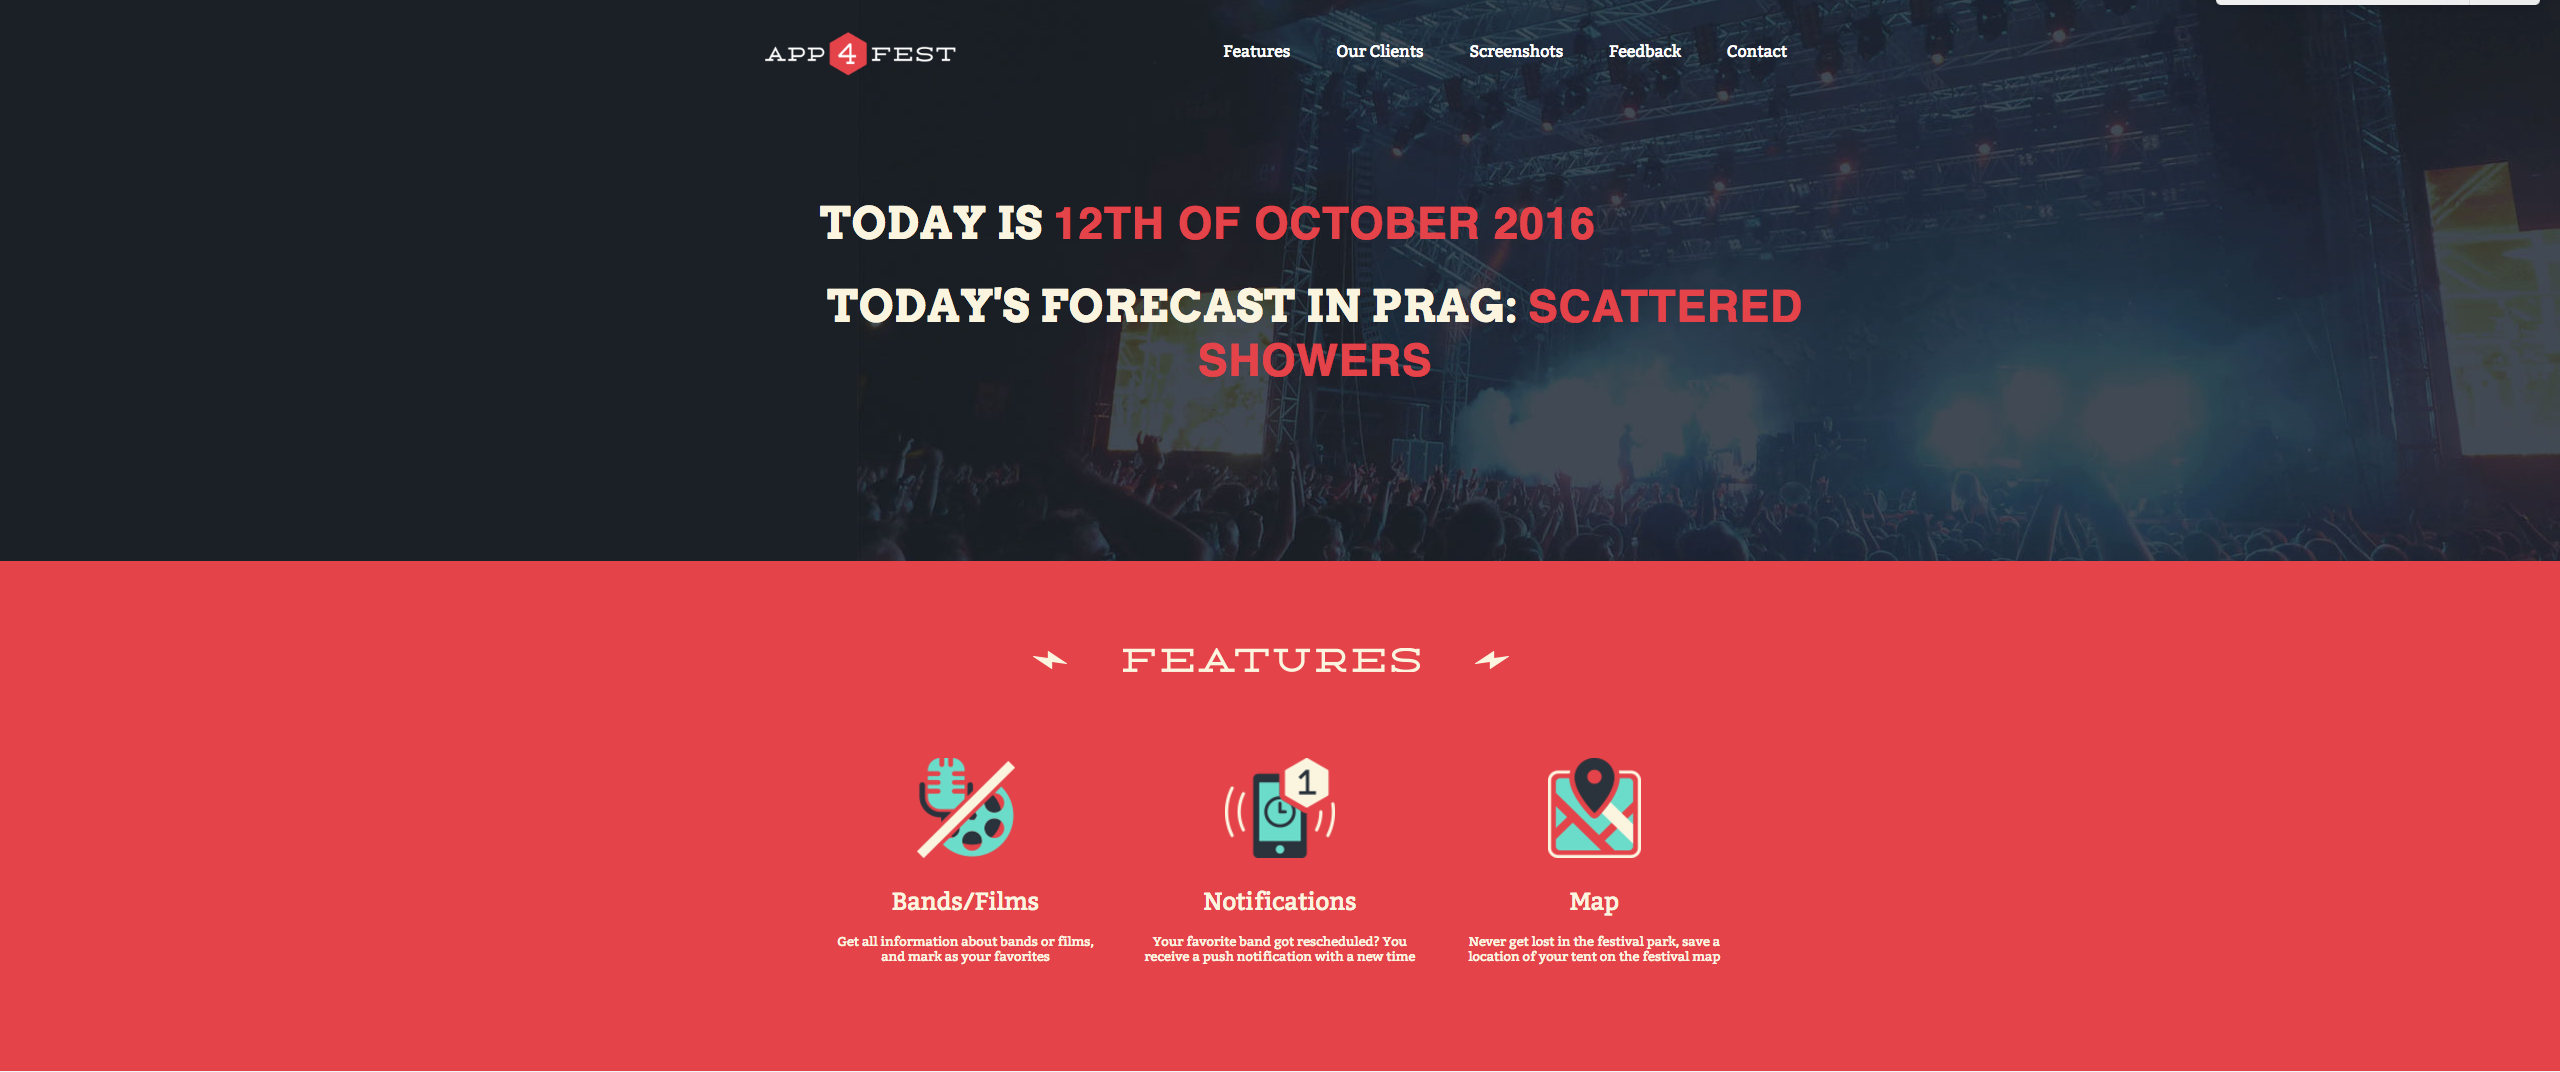 APP 4 FEST
Features Our Clients Screenshots Feedback Contact
TODAY IS 12TH OF OCTOBER 2016
TODAY'S FORECAST IN PRAG: SCATTERED
SHOWERS
FEATURES
1
Bands/Films
Get all information about bands or films,
and mark as your favorites
Notifications
Your favorite band got rescheduled? You
receive a push notification with a new time
Map
Never get lost in the festival park, save a
location of your tent on the festival map